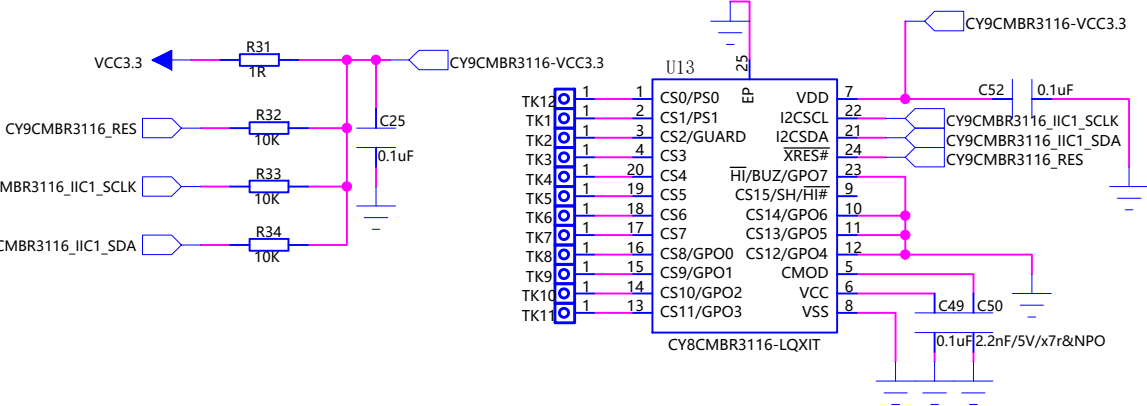 VCC3.3
R31
1R
CY9CMBR3116-VCC3.3
CY9CMBR3116_RES
R32
10K
C25
0.1uF
MBR3116_IIC1_SCLK
R33
10K
CMBR3116_IIC1_SDA
R34
10K
U13
25
EP
CY9CMBR3116-VCC3.3
TK12 1 1 CS0/PS0
TK1 1 2 CS1/PS1
TK2 1 3 CS2/GUARD
TK3 1 4 CS3
TK4 1 20 CS4
TK5 1 19 CS5
TK6 1 18 CS6
TK7 1 17 CS7
TK8 1 16 CS8/GPO0
TK9 1 15 CS9/GPO1
TK10 1 14 CS10/GPO2
TK11 1 13 CS11/GPO3
VDD 7
I2CSCL 22
I2CSDA 21
XRES# 24
HI/BUZ/GPO7 23
CS15/SH/HI# 9
CS14/GPO6 10
CS13/GPO5 11
CS12/GPO4 12
CMOD 5
VCC 6
VSS 8
C52 0.1uF
CY9CMBR3116_IIC1_SCLK
CY9CMBR3116_IIC1_SDA
CY9CMBR3116_RES
C49 C50
0.1uF 2.2nF/5V/x7r&NPO
CY8CMBR3116-LQXIT